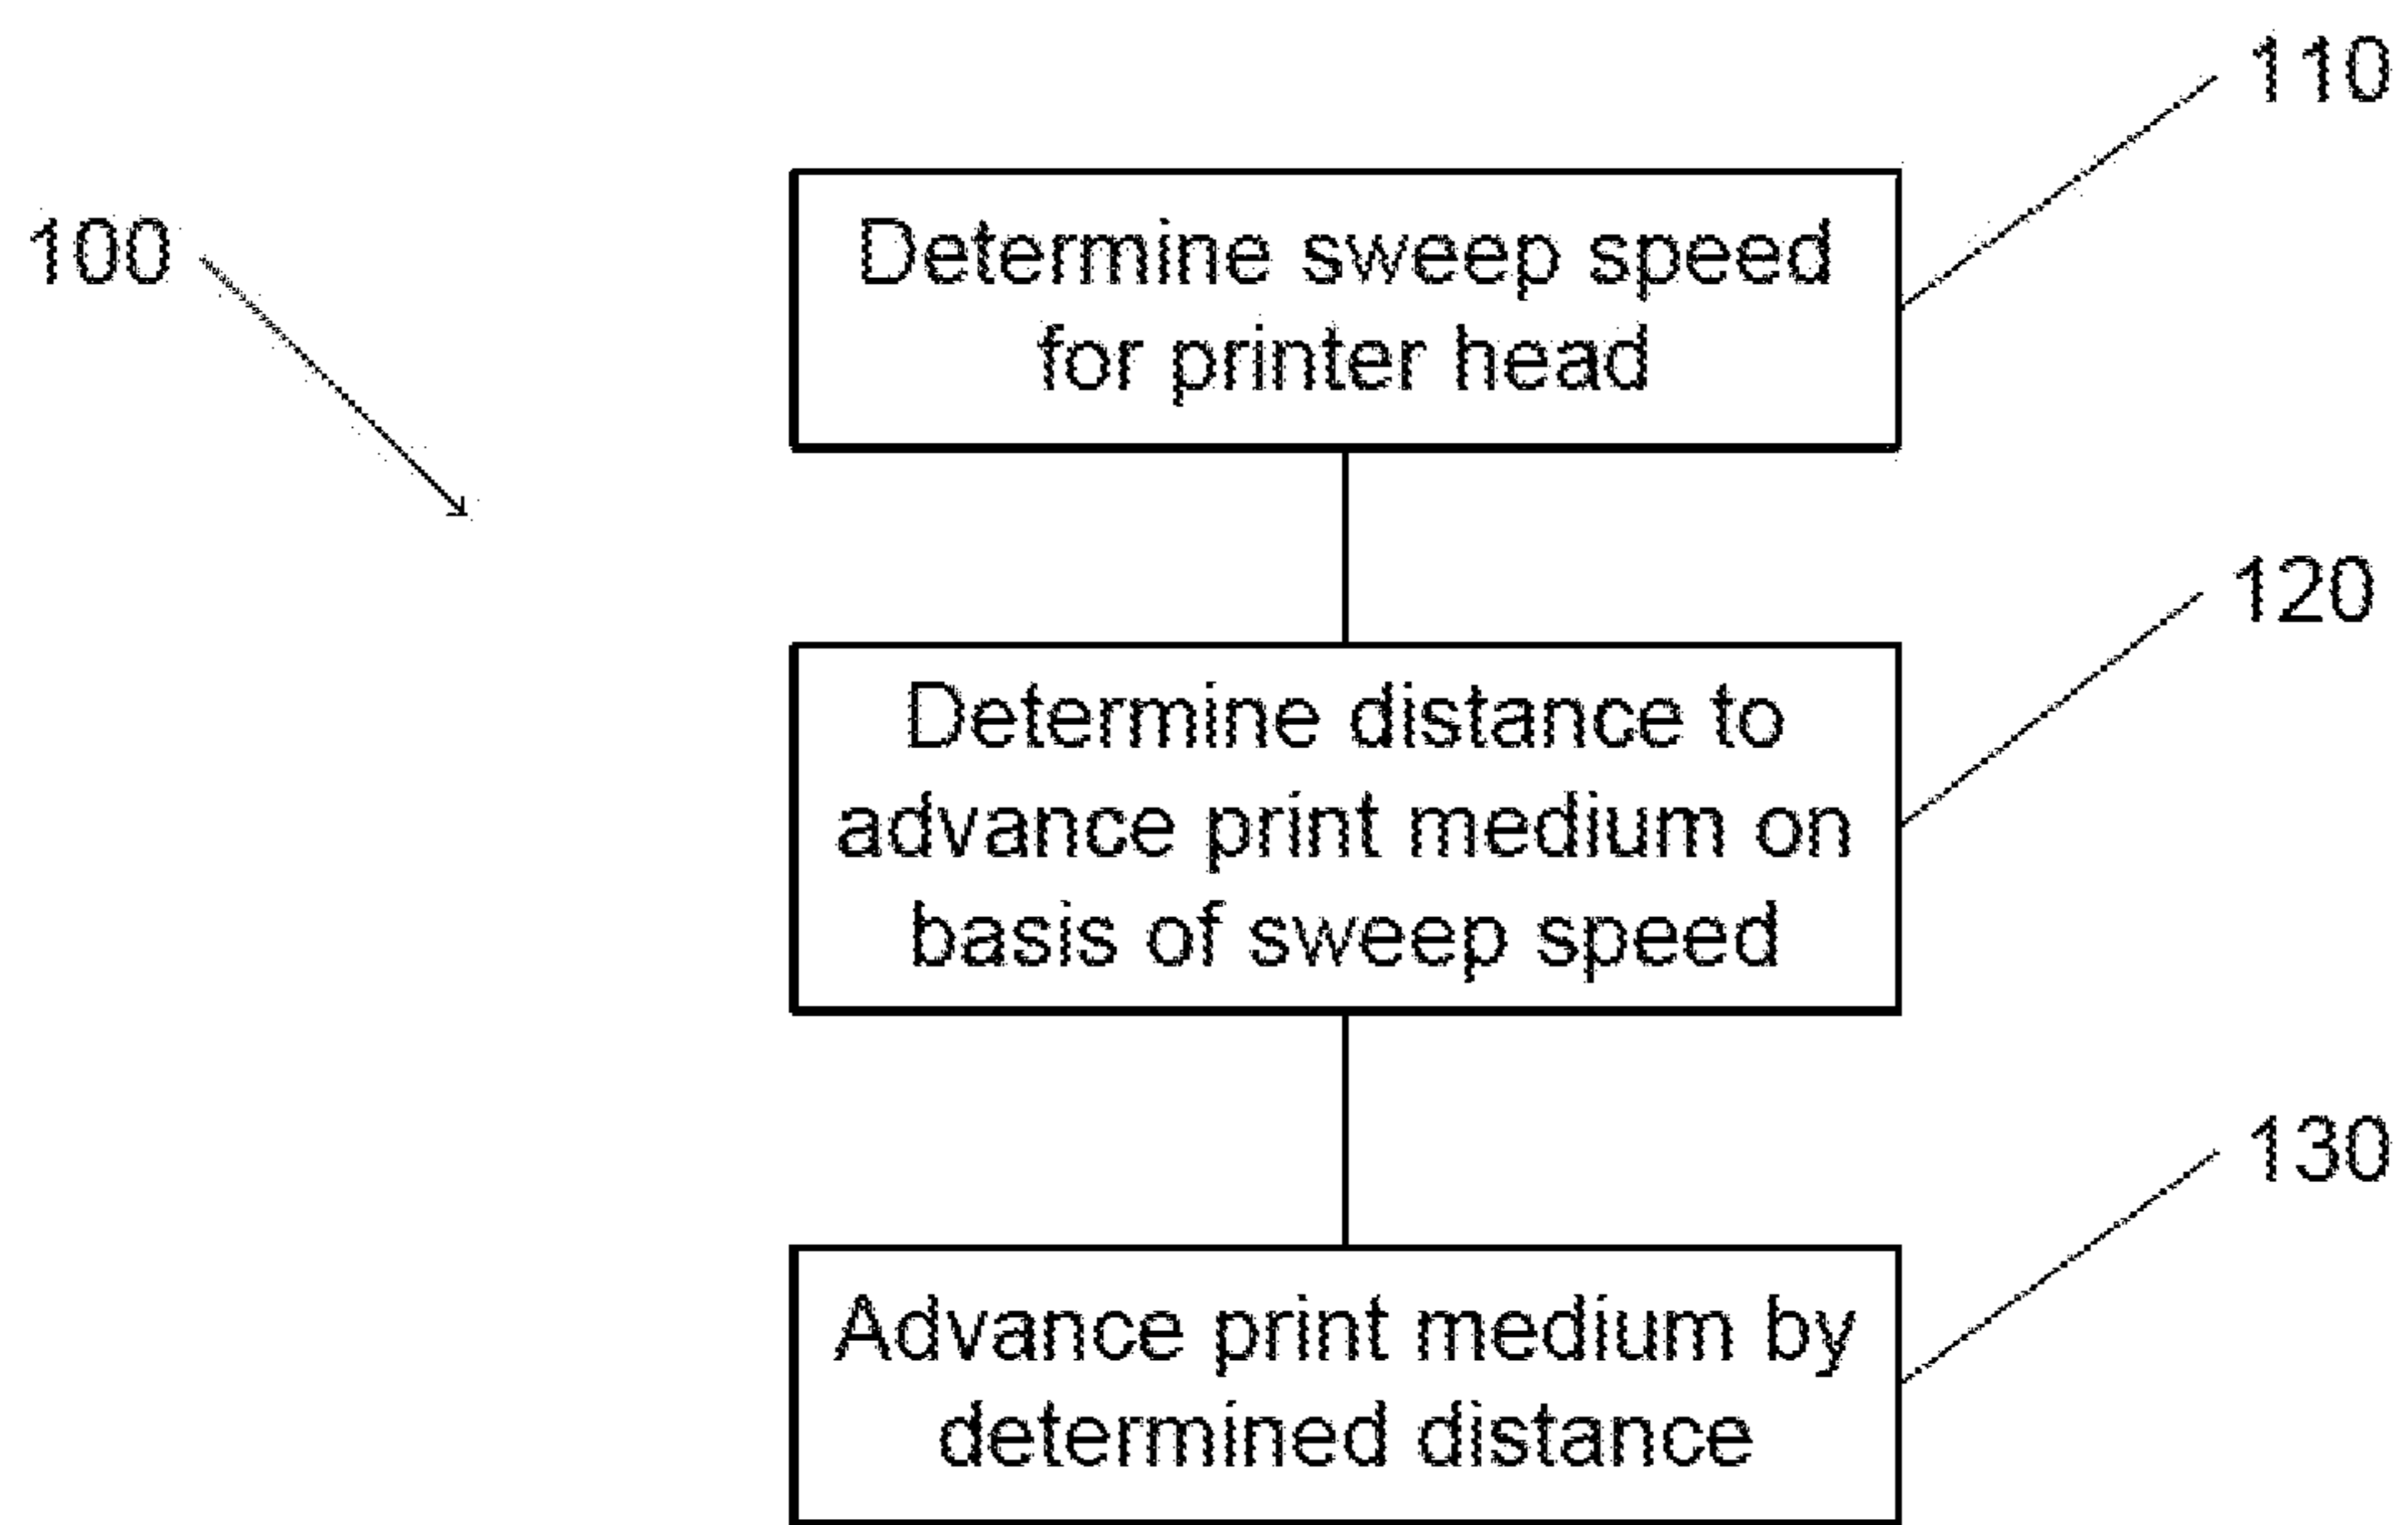 110
100
Determine sweep speed
for printer head
120
Determine distance to
advance print medium on
basis of sweep speed
130
Advance print medium by
determined distance